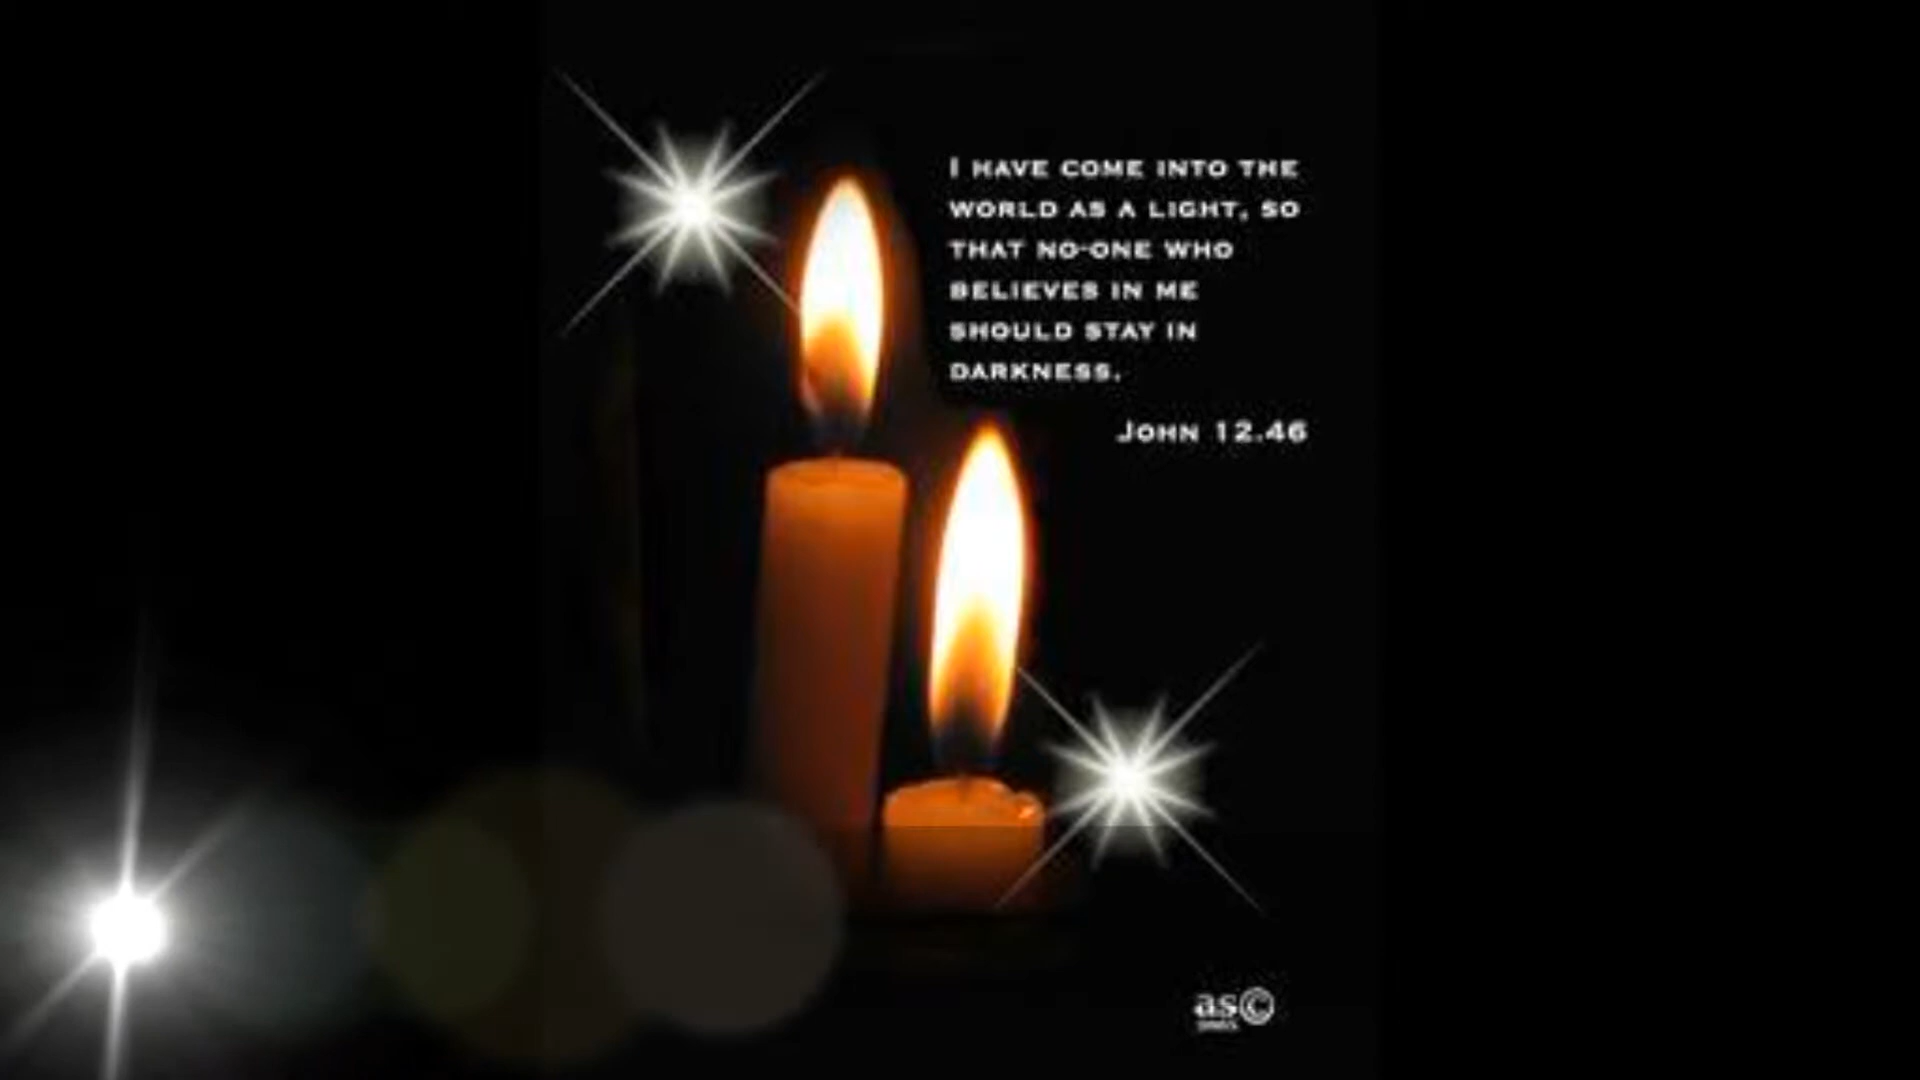 I HAVE COME INTO THE
WORLD AS A LIGHT, SO
THAT NO-ONE WHO
BELIEVES IN ME
SHOULD STAY IN
DARKNESS.
JOHN 12.46
as©